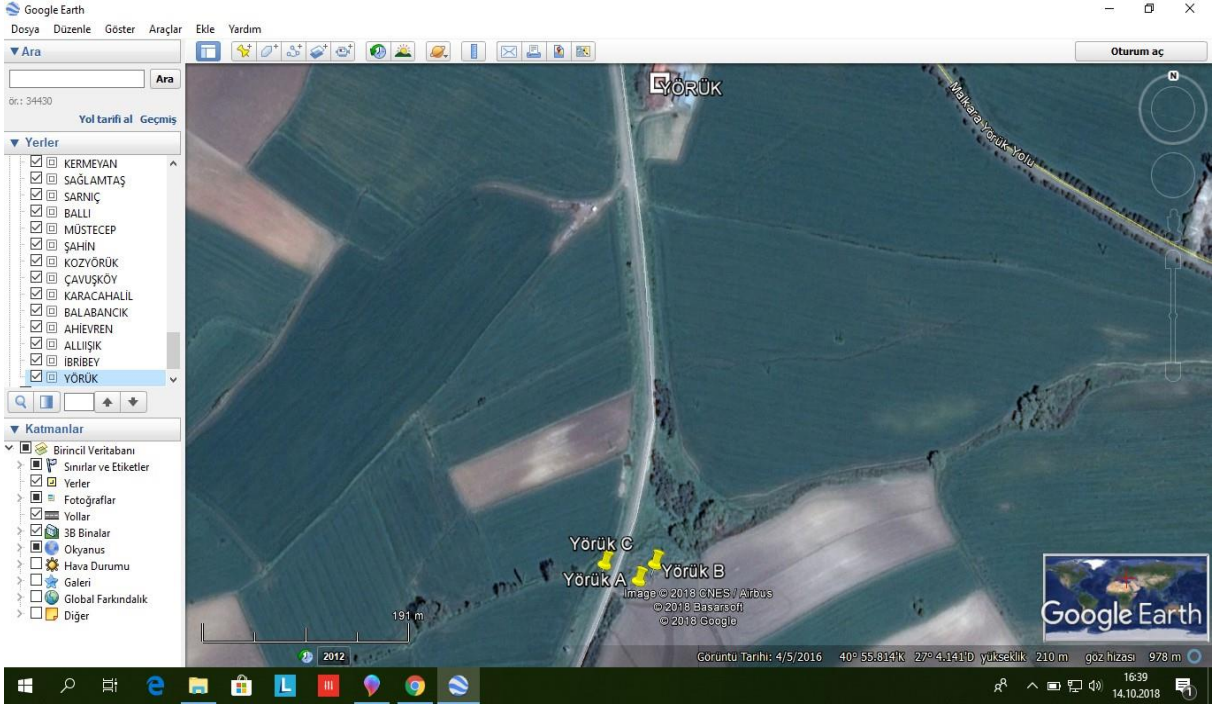 Google Earth
Dosya Düzenle Göster Araçlar Ekle Yardım
Ara
Oturum aç
Ara
ör.: 34430
Yol tarifi al Geçmiş
Yerler
KERMEYAN
SAĞLAMTAŞ
SARNIÇ
BALLI
MÜSTECEP
ŞAHİN
KOZYÖRÜK
ÇAVUŞKÖY
KARACAHALİL
BALABANCIK
AHİEVREN
ALLIIŞIK
İBRİBEY
YÖRÜK
Katmanlar
Birincil Veritabanı
Sınırlar ve Etiketler
Yerler
Fotoğraflar
Yollar
3B Binalar
Okyanus
Hava Durumu
Galeri
Global Farkındalık
Diğer
YÖRÜK
Malkara Yörük Yolu
N
Yörük C
Yörük A
Yörük B
Image © 2018 CNES / Airbus
© 2018 Basarsoft
© 2018 Google
191 m
2012
Google Earth
Görüntü Tarihi: 4/5/2016 40° 55.814'K 27° 4.141'D yükseklik 210 m göz hizası 978 m
L
16:39
14.10.2018
1